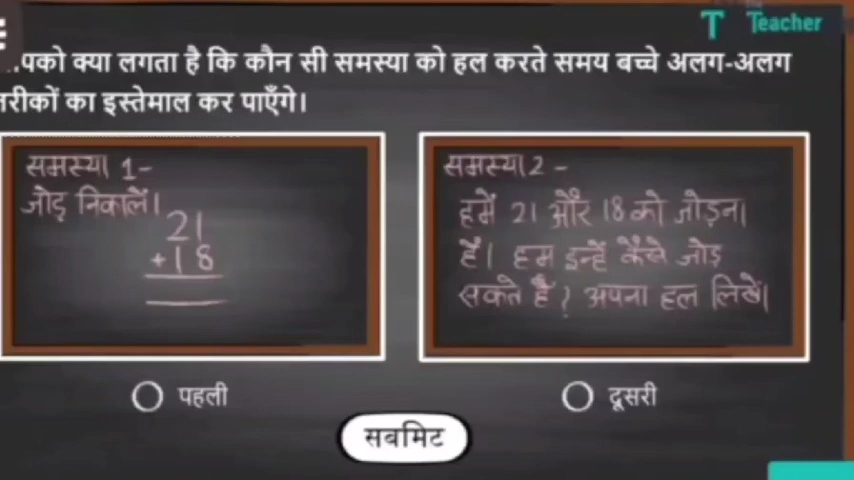 T Teacher
पको क्या लगता है कि कौन सी समस्या को हल करते समय बच्चे अलग-अलग
तरीकों का इस्तेमाल कर पाएँगे।
समस्या 1-
जोड़ निकालें।
21
+18
समस्या 2 -
हमें 21 और 18 को जोड़ना
है। हम इन्हें कैसे जोड़
सकते हैं? अपना हल लिखें।
पहली
दूसरी
सबमिट